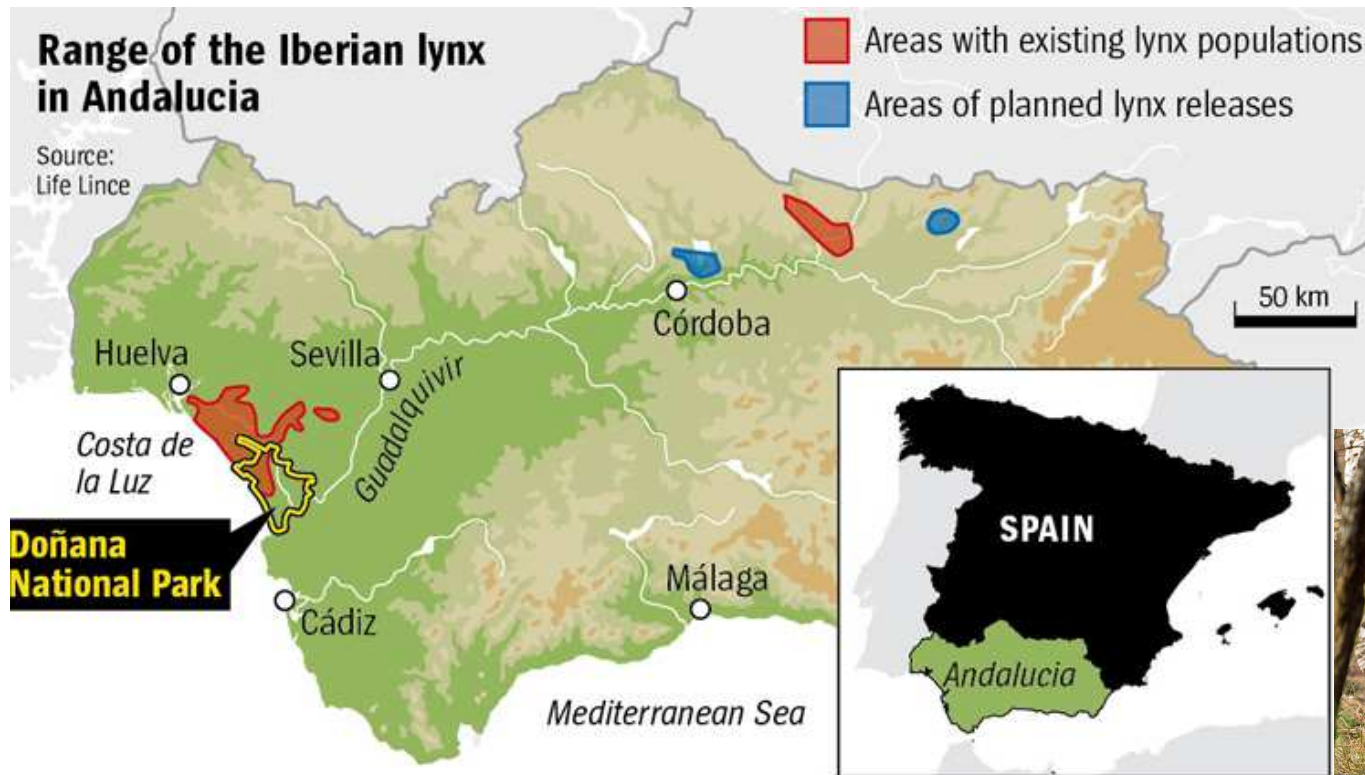 Range of the Iberian lynx
in Andalucia
Source:
Life Lince
Areas with existing lynx populations
Areas of planned lynx releases
50 km
Córdoba
Huelva
Sevilla
Guadalquivir
Costa de
la Luz
Doñana
National Park
Cádiz
Málaga
Mediterranean Sea
SPAIN
Andalucia